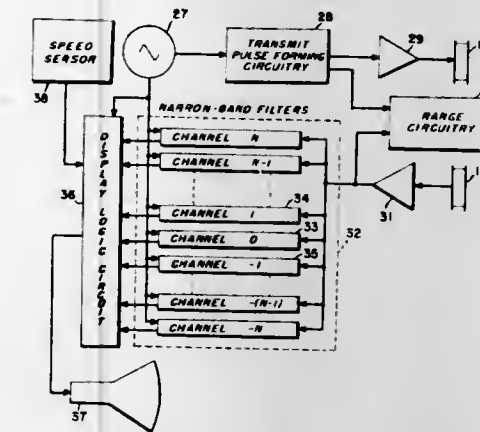 27
28
SPEED
SENSOR
38
TRANSMIT
PULSE FORMING
CIRCUITRY
29
RANGE
CIRCUITRY
NARRON-BAND FILTERS
CHANNEL N
CHANNEL N-1
34
CHANNEL 1
33
CHANNEL 0
35
CHANNEL -1
CHANNEL -(N-1)
CHANNEL -N
32
31
36
DISPLAY LOGIC CIRCUIT
37